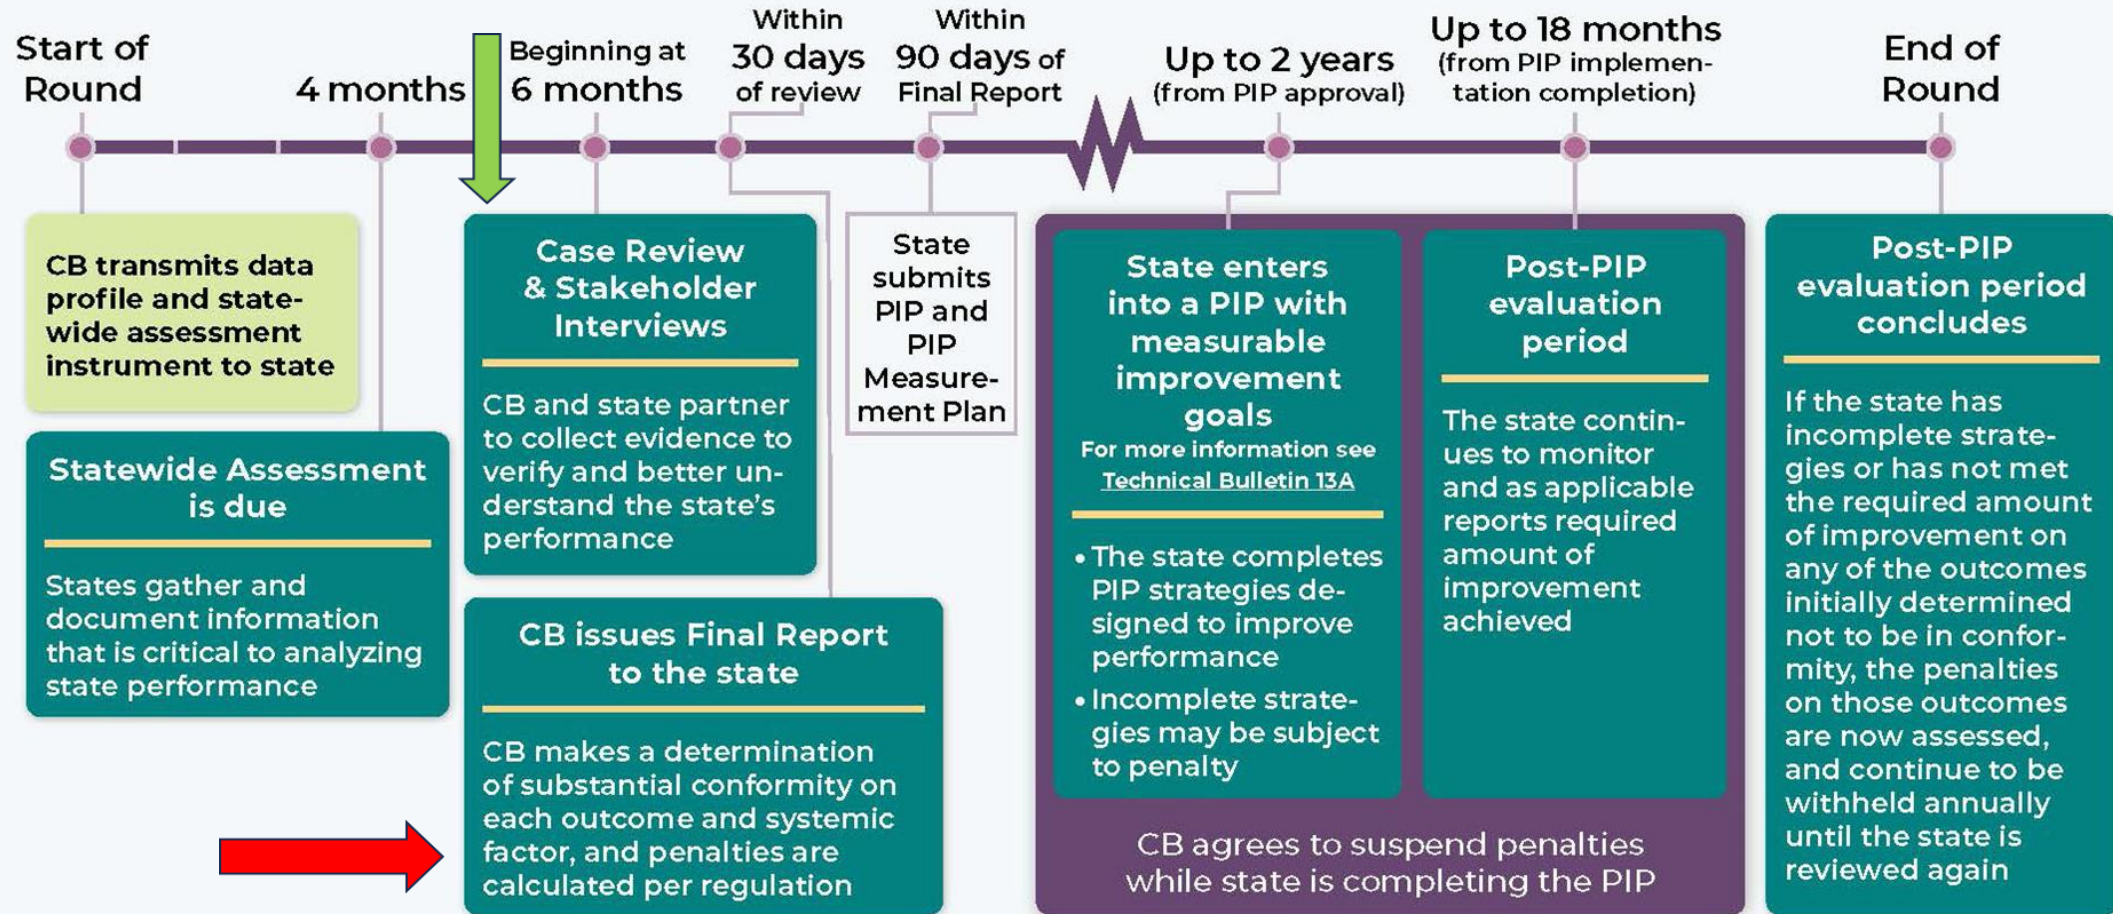 Start of
Round
4 months
Beginning at
6 months
Within
30 days
of review
Within
90 days of
Final Report
Up to 2 years
(from PIP approval)
Up to 18 months
(from PIP implemen-
tation completion)
End of
Round
CB transmits data
profile and state-
wide assessment
instrument to state
Statewide Assessment
is due
States gather and
document information
that is critical to analyzing
state performance
Case Review
& Stakeholder
Interviews
CB and state partner
to collect evidence to
verify and better un-
derstand the state's
performance
CB issues Final Report
to the state
CB makes a determination
of substantial conformity on
each outcome and systemic
factor, and penalties are
calculated per regulation
State
submits
PIP and
PIP
Measure-
ment Plan
State enters
into a PIP with
measurable
improvement
goals
For more information see
Technical Bulletin 13A
• The state completes
PIP strategies de-
signed to improve
performance
• Incomplete strate-
gies may be subject
to penalty
Post-PIP
evaluation
period
The state contin-
ues to monitor
and as applicable
reports required
amount of
improvement
achieved
CB agrees to suspend penalties
while state is completing the PIP
Post-PIP
evaluation period
concludes
If the state has
incomplete strate-
gies or has not met
the required amount
of improvement on
any of the outcomes
initially determined
not to be in confor-
mity, the penalties
on those outcomes
are now assessed,
and continue to be
withheld annually
until the state is
reviewed again